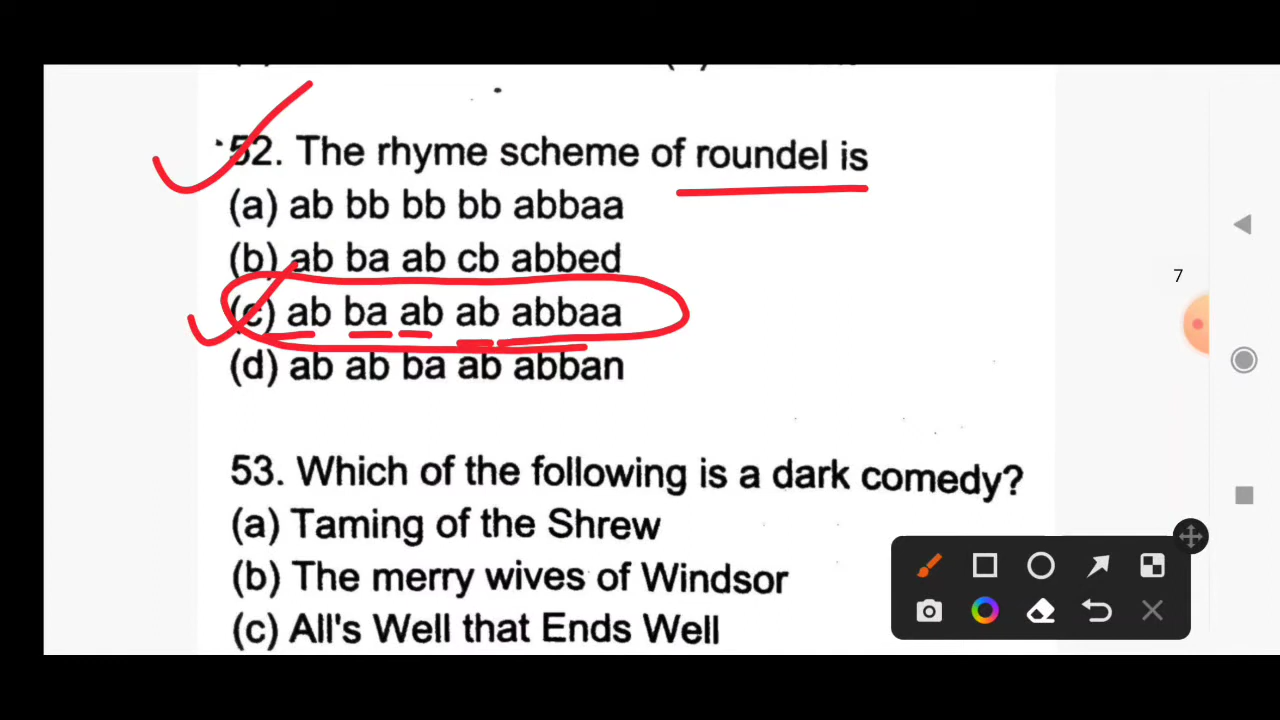 52. The rhyme scheme of roundel is
(a) ab bb bb bb abbaa
(b) ab ba ab cb abbed
(c) ab ba ab ab abbaa
(d) ab ab ba ab abban
53. Which of the following is a dark comedy?
(a) Taming of the Shrew
(b) The merry wives of Windsor
(c) All's Well that Ends Well
7